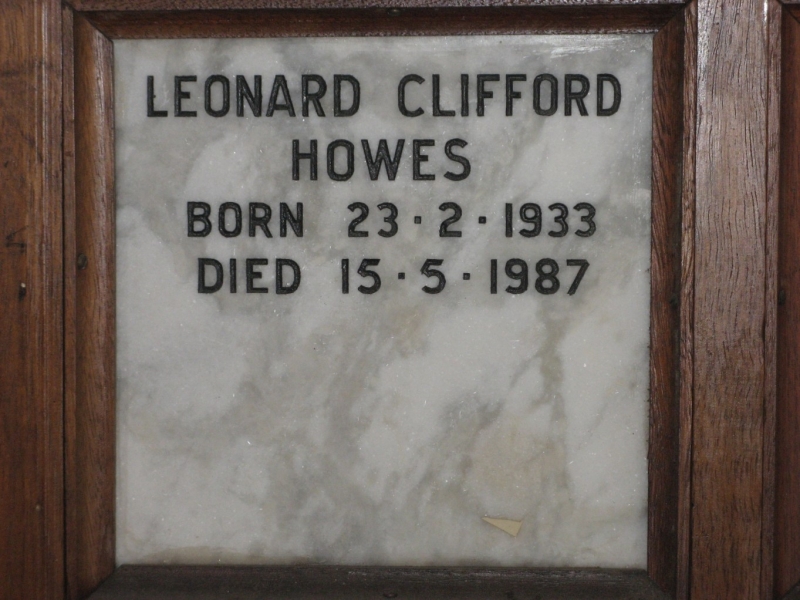 LEONARD CLIFFORD
HOWES
BORN 23·2·1933
DIED 15·5·1987